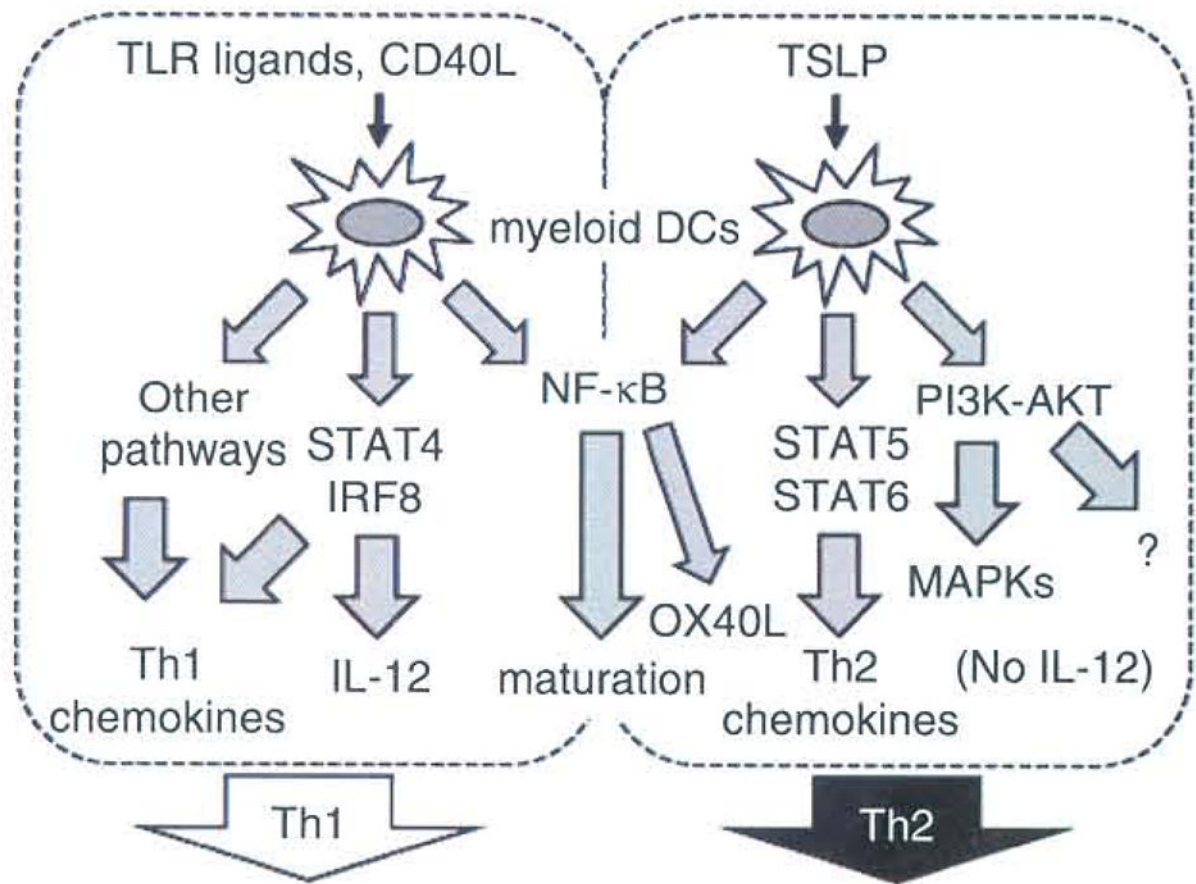 TLR ligands, CD40L
TSLP
myeloid DCs
Other
pathways
STAT4
IRF8
NF-κB
STAT5
STAT6
PI3K-AKT
MAPKs
?
OX40L
Th1
chemokines
IL-12
maturation
Th2
chemokines
(No IL-12)
Th1
Th2